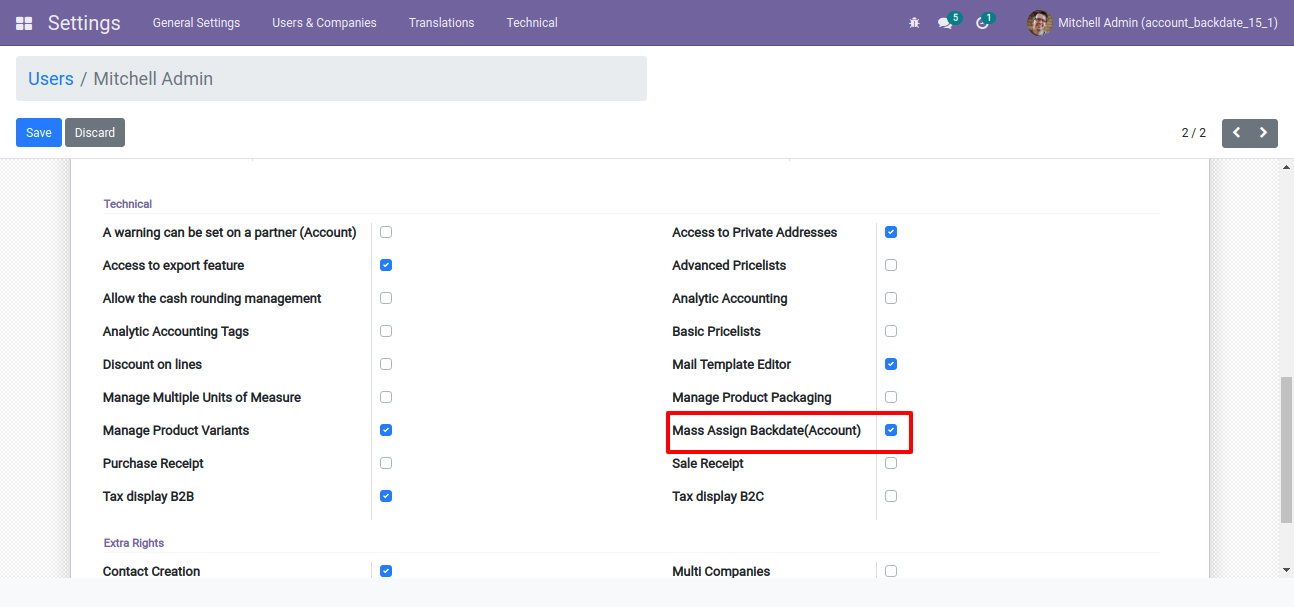 Settings General Settings Users & Companies Translations Technical 5 1 Mitchell Admin (account_backdate_15_1)
Users / Mitchell Admin
Save Discard 2 / 2
Technical
A warning can be set on a partner (Account) Access to Private Addresses
Access to export feature Advanced Pricelists
Allow the cash rounding management Analytic Accounting
Analytic Accounting Tags Basic Pricelists
Discount on lines Mail Template Editor
Manage Multiple Units of Measure Manage Product Packaging
Manage Product Variants Mass Assign Backdate(Account)
Purchase Receipt Sale Receipt
Tax display B2B Tax display B2C
Extra Rights
Contact Creation Multi Companies